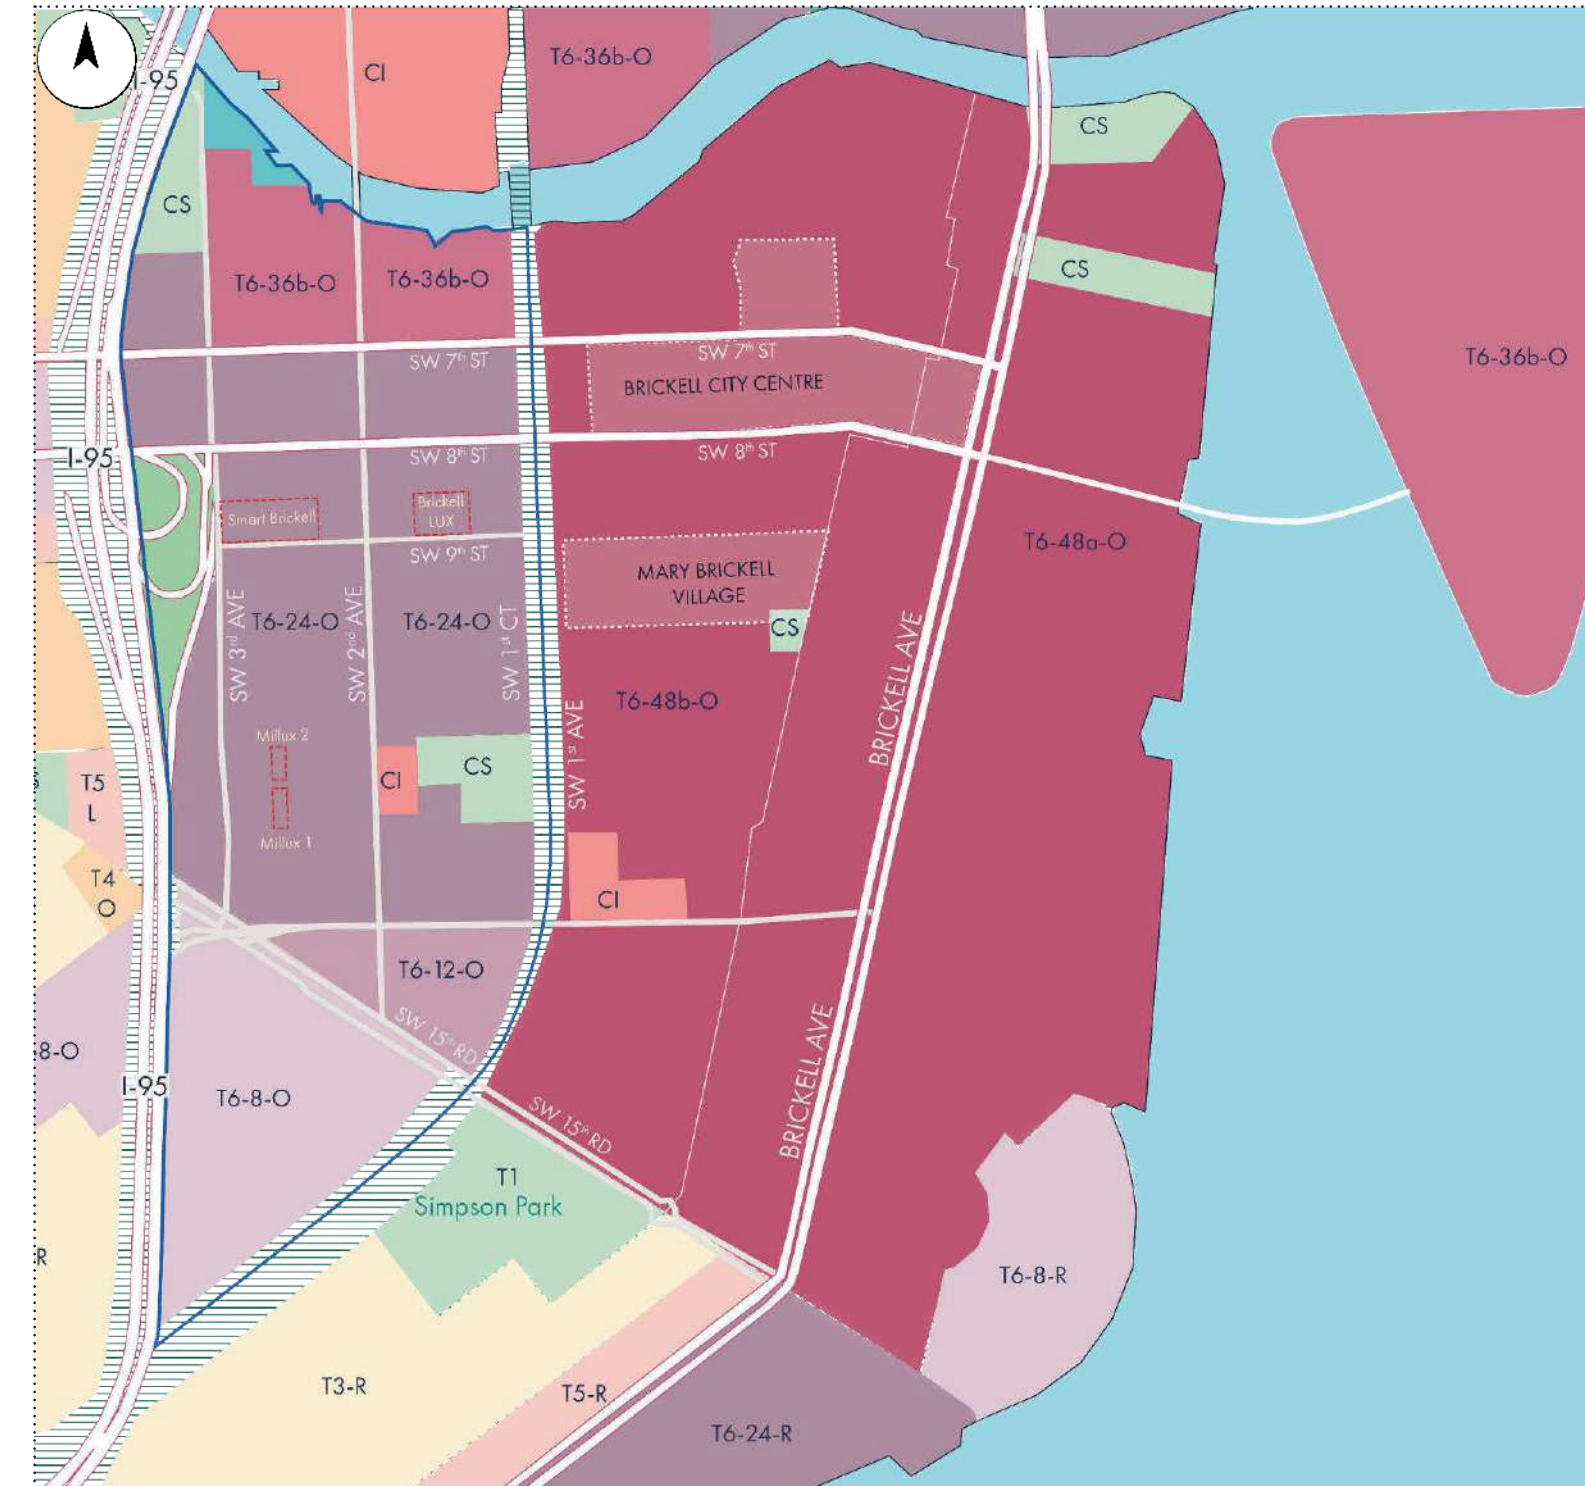 I-95
CI
T6-36b-O
CS
CS
T6-36b-O
T6-36b-O
CS
SW 7th ST
SW 7th ST
BRICKELL CITY CENTRE
T6-36b-O
I-95
SW 8th ST
SW 8th ST
Smart Brickell
Brickell
LUX
SW 9th ST
T6-48a-O
MARY BRICKELL
VILLAGE
CS
SW 3rd AVE
T6-24-O
SW 2nd AVE
T6-24-O
SW 1st CT
T6-48b-O
BRICKELL AVE
SW 1st AVE
Millux 2
CI
CS
T5
L
Millux 1
T4
O
CI
T6-12-O
SW 15th RD
-8-O
I-95
T6-8-O
BRICKELL AVE
SW 15th RD
T1
Simpson Park
R
T6-8-R
T3-R
T5-R
T6-24-R